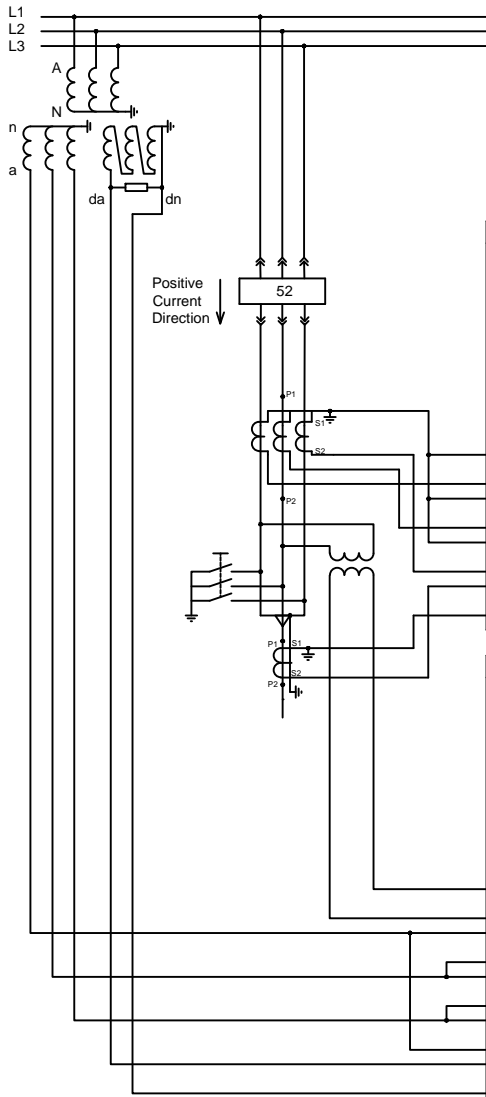 L1
L2
L3
A
N
n
a
da
dn
Positive
Current
Direction
52
P1
S1
S2
P2
P1
S1
S2
P2